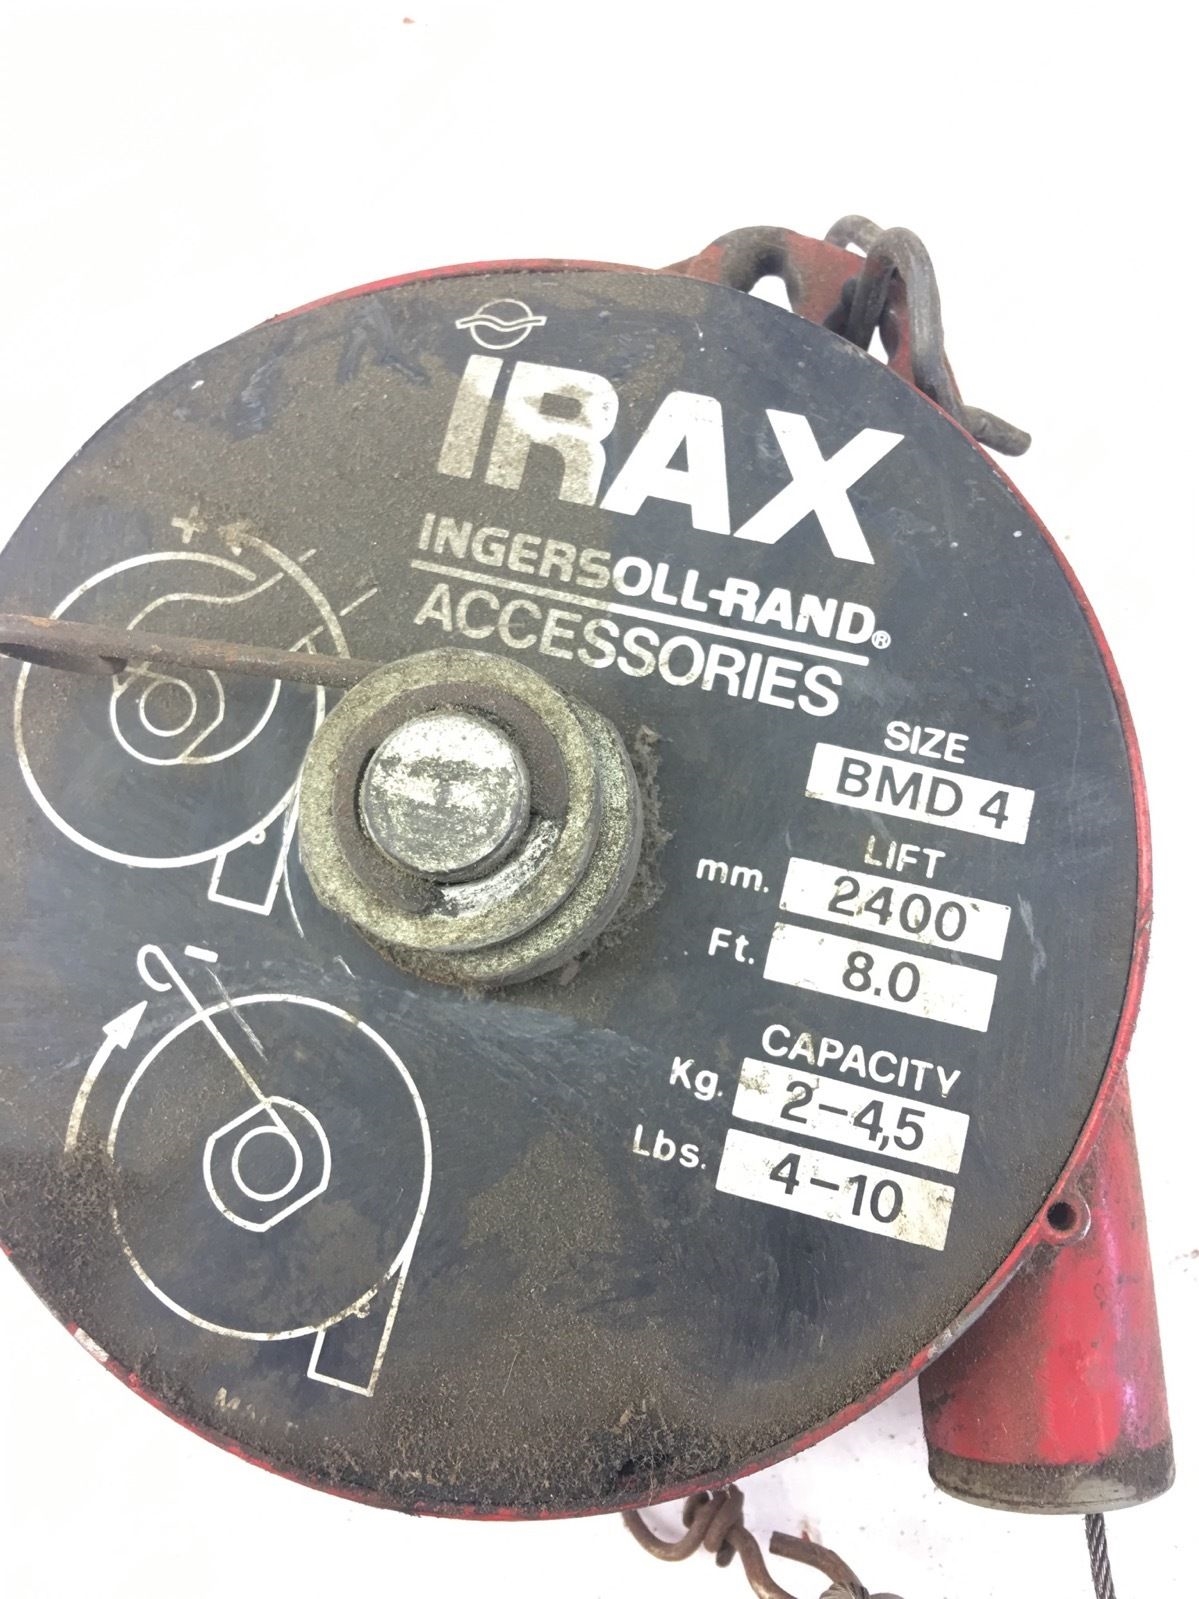 iRAX
INGERSOLL-RAND®
ACCESSORIES
SIZE
BMD 4
LIFT
mm. 2400
Ft. 8.0
CAPACITY
Kg. 2-4,5
Lbs. 4-10
+
-